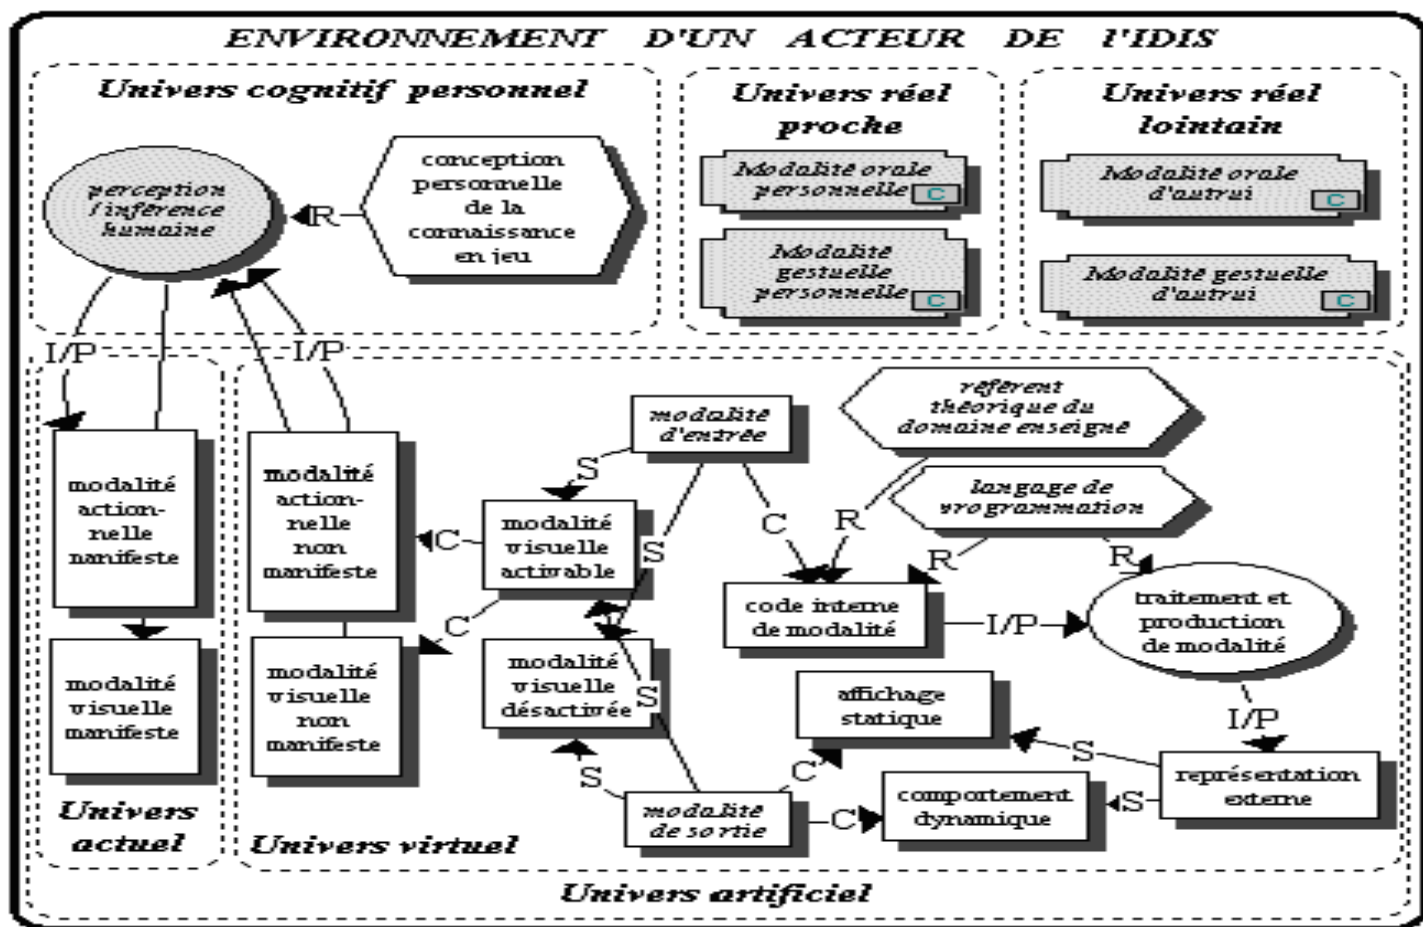 ENVIRONNEMENT D'UN ACTEUR DE l'IDIS
Univers cognitif personnel
perception
/ inférence
humaine
R
conception
personnelle
de la
connaissance
en jeu
Univers réel
proche
Modalité orale
personnelle
C
Modalité
gestuelle
personnelle
C
Univers réel
lointain
Modalité orale
d'autrui
C
Modalité gestuelle
d'autrui
C
I/P
I/P
modalité
action-
nelle
manifeste
modalité
visuelle
manifeste
Univers
actuel
modalité
action-
nelle
non
manifeste
modalité
visuelle
non
manifeste
C
C
modalité
visuelle
activable
modalité
visuelle
désactivée
S
S
S
S
modalité
d'entrée
C
référent
théorique du
domaine enseigné
langage de
vrogrammation
R
R
R
code interne
de modalité
I/P
traitement et
production
de modalité
I/P
affichage
statique
S
S
représentation
externe
comportement
dynamique
C
C
modalité
de sortie
Univers virtuel
Univers artificiel